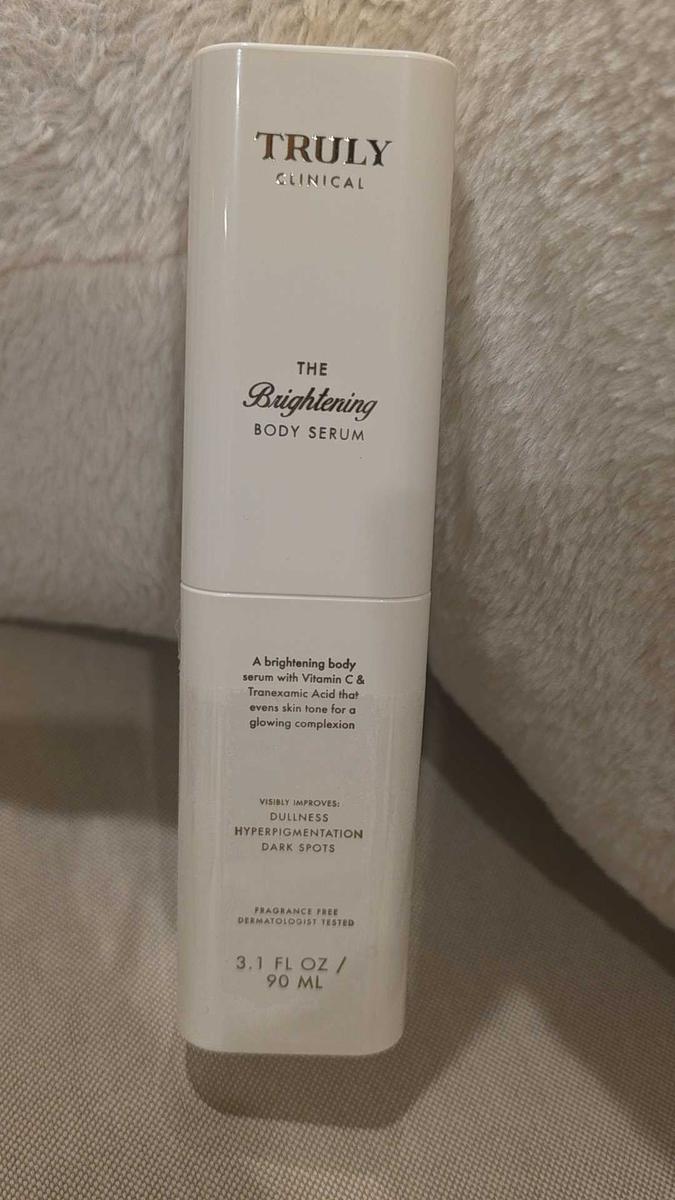 TRULY
CLINICAL
THE
Brightening
BODY SERUM
A brightening body
serum with Vitamin C &
Tranexamic Acid that
evens skin tone for a
glowing complexion
VISIBLY IMPROVES:
DULLNESS
HYPERPIGMENTATION
DARK SPOTS
FRAGRANCE FREE
DERMATOLOGIST TESTED
3.1 FL OZ /
90 ML